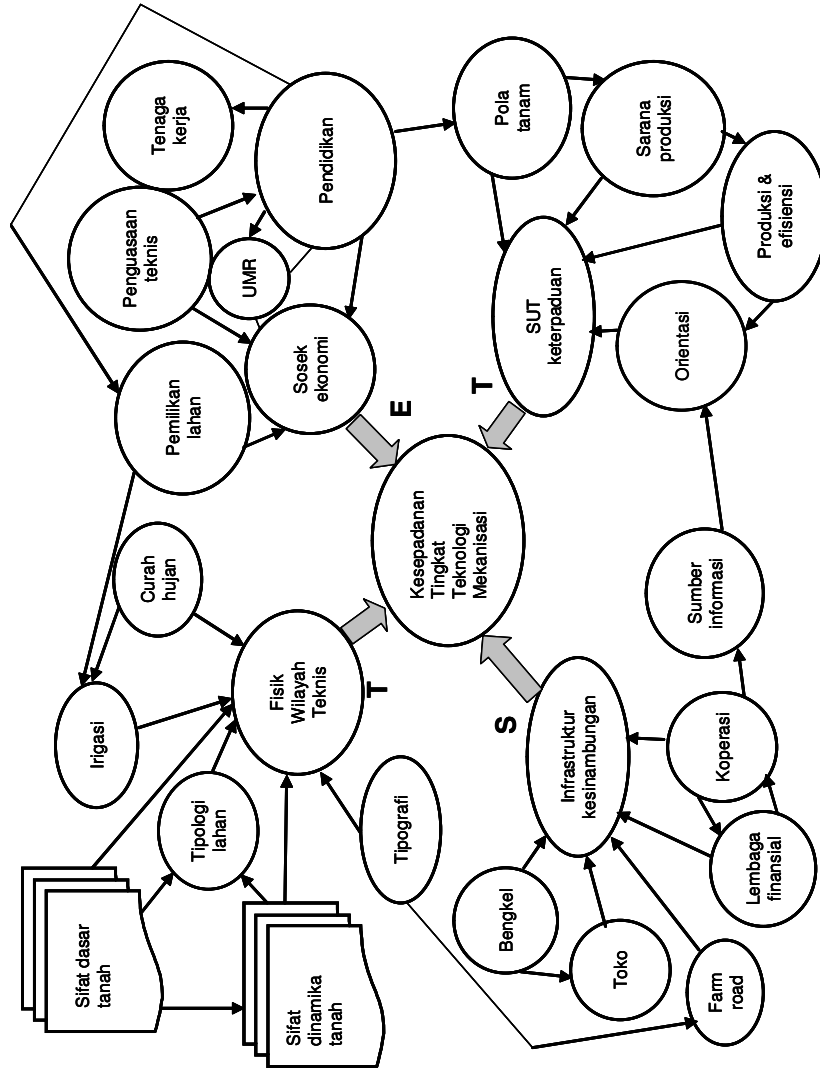 Sifat dasar
tanah
Sifat
dinamika
tanah
Irigasi
Tipologi
lahan
Curah
hujan
Fisik
Wilayah
Teknis
T
Tipografi
Pemilikan
lahan
Penguasaan
teknis
Tenaga
kerja
UMR
Pendidikan
Sosek
ekonomi
E
Kesepadanan
Tingkat
Teknologi
Mekanisasi
S
T
Bengkel
Toko
Farm
road
Infrastruktur
kesinambungan
Lembaga
finansial
Koperasi
Sumber
informasi
SUT
keterpaduan
Orientasi
Pola
tanam
Sarana
produksi
Produksi &
efisiensi